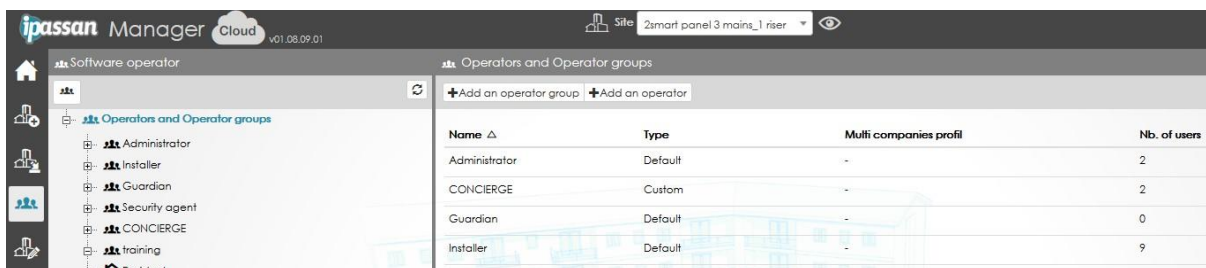 ipassan Manager Cloud v01.08.09.01
Site 2smart panel 3 mains_1 riser
Software operator
Operators and Operator groups
Administrator
Installer
Guardian
Security agent
CONCIERGE
training
Operators and Operator groups
+Add an operator group +Add an operator
Name Type Multi companies profil Nb. of users
Administrator Default - 2
CONCIERGE Custom - 2
Guardian Default - 0
Installer Default - 9